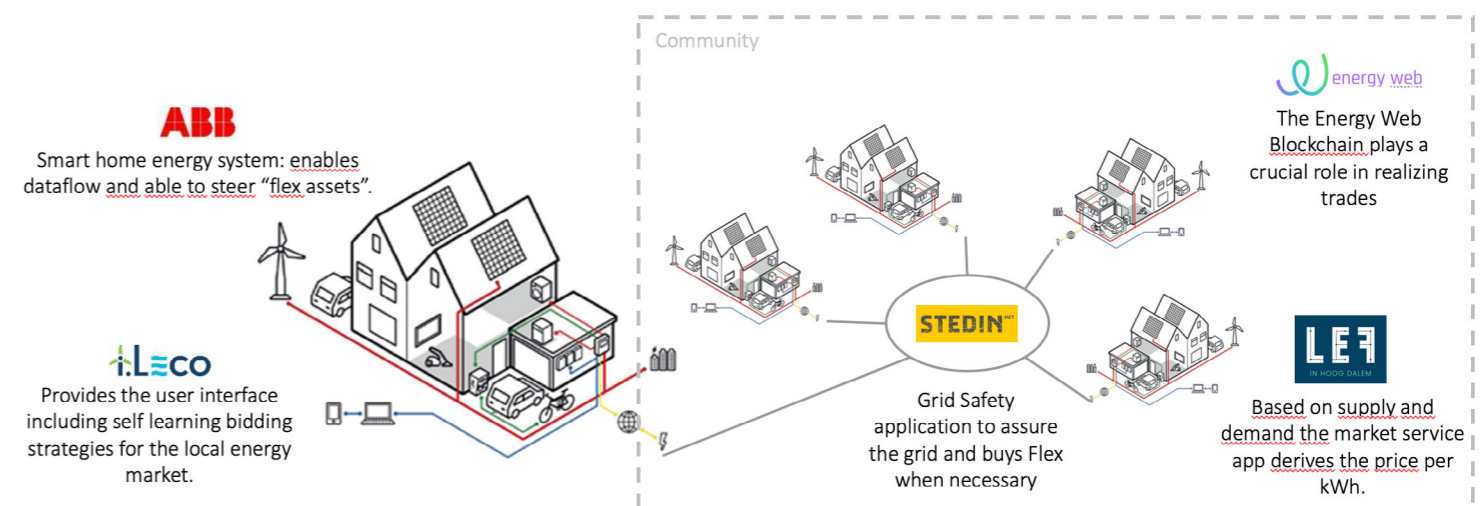 Community
ABB
Smart home energy system: enables
dataflow and able to steer “flex assets”.
i.LECO
Provides the user interface
including self learning bidding
strategies for the local energy
market.
STEDIN.NET
Grid Safety
application to assure
the grid and buys Flex
when necessary
energy web
FOUNDATION
The Energy Web
Blockchain plays a
crucial role in realizing
trades
LEF
IN HOOG DALEM
Based on supply and
demand the market service
app derives the price per
kWh.